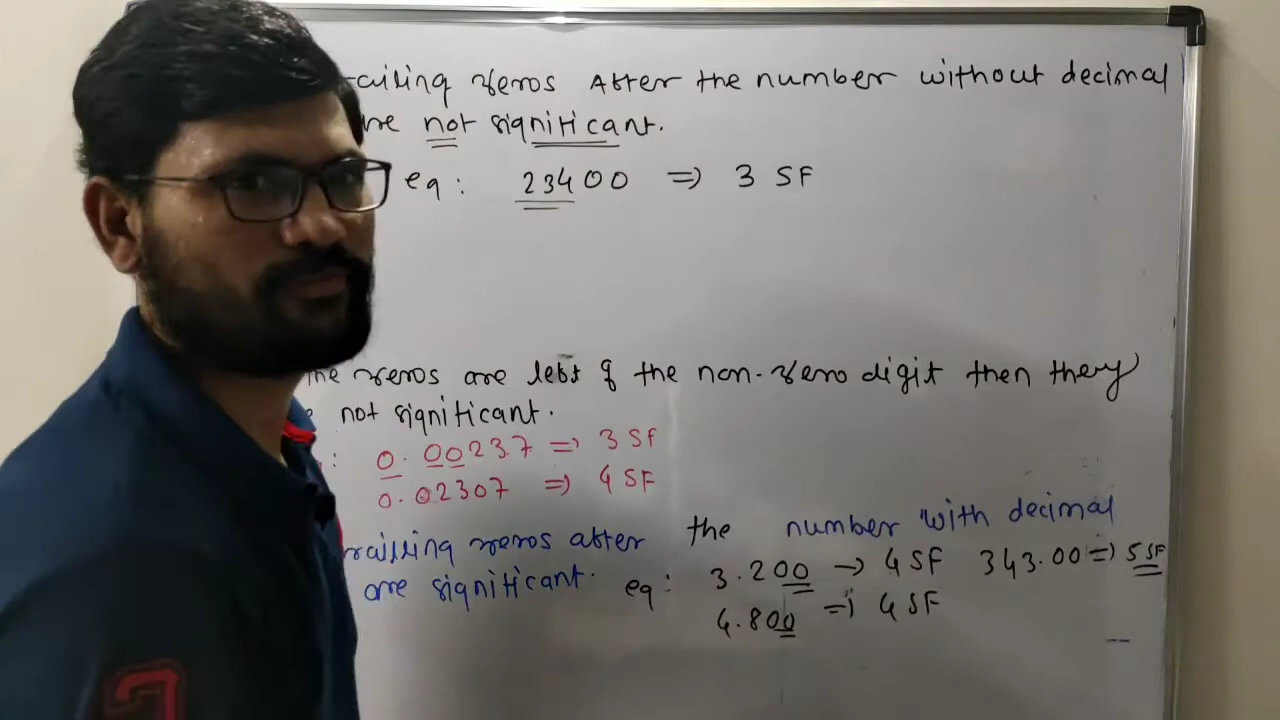 railing zeros After the number without decimal
re not significant.
eg: 23400 => 3 SF
the zeros are left of the non-zero digit then they
e not significant.
: 0.00237 => 3 SF
0.02307 => 4 SF
railling zeros after the number with decimal
are significant. eg: 3.200 → 4 SF 343.00 => 5 SF
4.800 => 4 SF